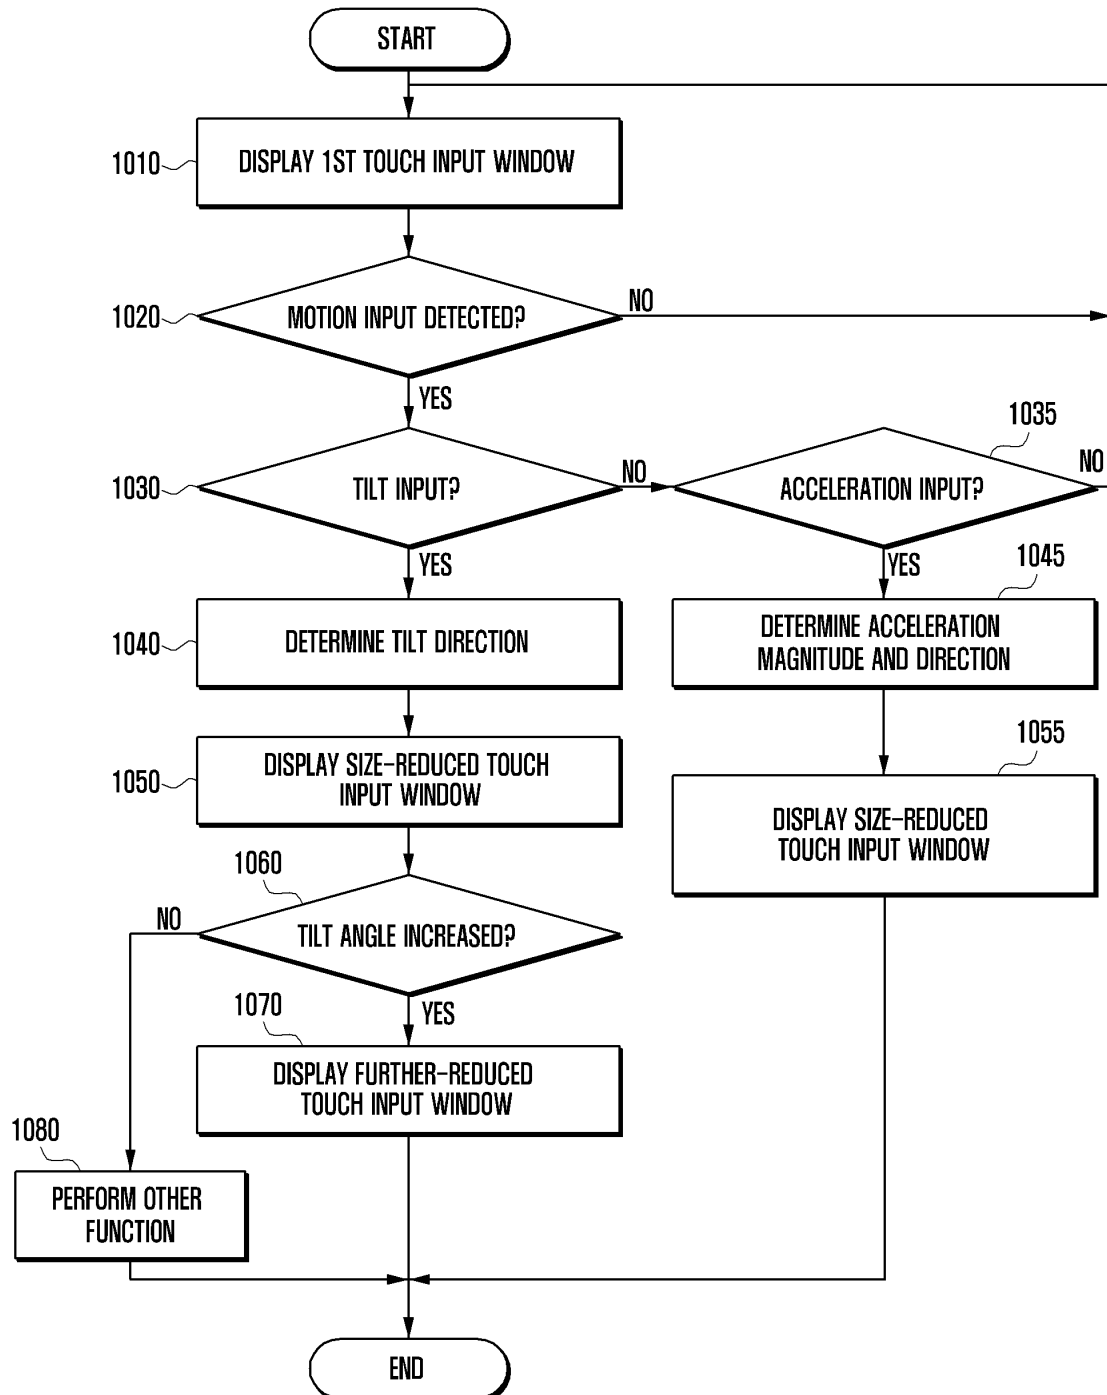 START
1010
DISPLAY 1ST TOUCH INPUT WINDOW
1020
MOTION INPUT DETECTED?
NO
YES
1030
TILT INPUT?
NO
1035
ACCELERATION INPUT?
NO
YES
YES
1040
DETERMINE TILT DIRECTION
1045
DETERMINE ACCELERATION
MAGNITUDE AND DIRECTION
1050
DISPLAY SIZE-REDUCED TOUCH
INPUT WINDOW
1055
DISPLAY SIZE-REDUCED
TOUCH INPUT WINDOW
1060
TILT ANGLE INCREASED?
NO
YES
1070
DISPLAY FURTHER-REDUCED
TOUCH INPUT WINDOW
1080
PERFORM OTHER
FUNCTION
END